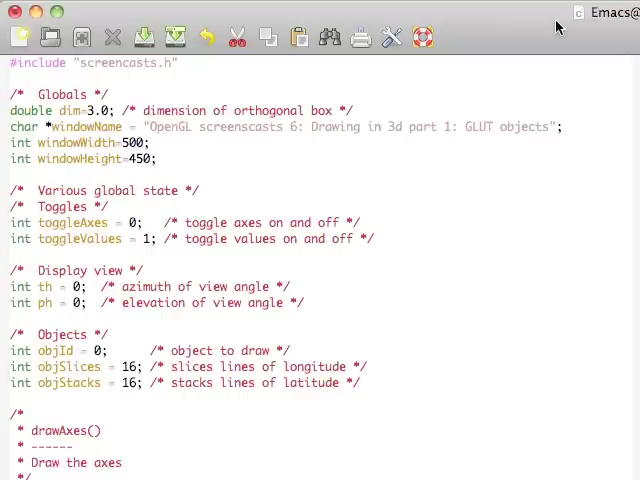 Emacs@
#include "screencasts.h"
/*  Globals */
double dim=3.0; /* dimension of orthogonal box */
char *windowName = "OpenGL screenscasts 6: Drawing in 3d part 1: GLUT objects";
int windowWidth=500;
int windowHeight=450;
/*  Various global state */
/*  Toggles */
int toggleAxes = 0;   /* toggle axes on and off */
int toggleValues = 1; /* toggle values on and off */
/*  Display view */
int th = 0;  /* azimuth of view angle */
int ph = 0;  /* elevation of view angle */
/*  Objects */
int objId = 0;      /* object to draw */
int objSlices = 16; /* slices lines of longitude */
int objStacks = 16; /* stacks lines of latitude */
/*
 * drawAxes()
 * ------
 * Draw the axes
 */